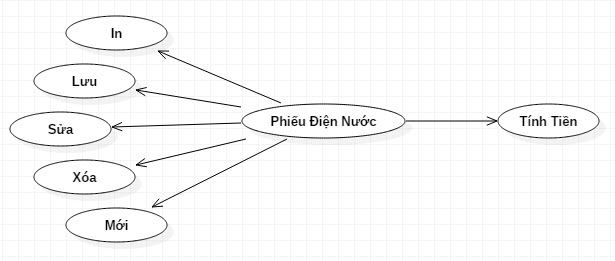 In
Lưu
Sửa
Xóa
Mới
Phiếu Điện Nước
Tính Tiền